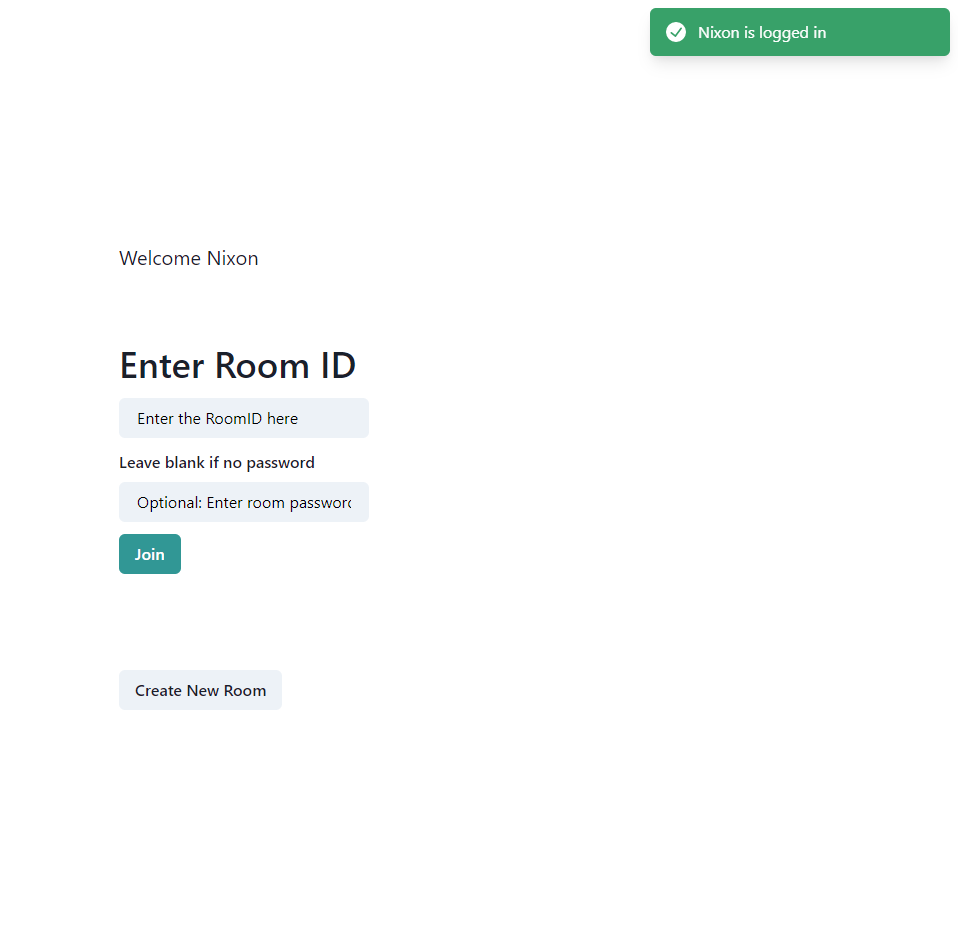 Nixon is logged in
Welcome Nixon
Enter Room ID
Enter the RoomID here
Leave blank if no password
Optional: Enter room password
Join
Create New Room